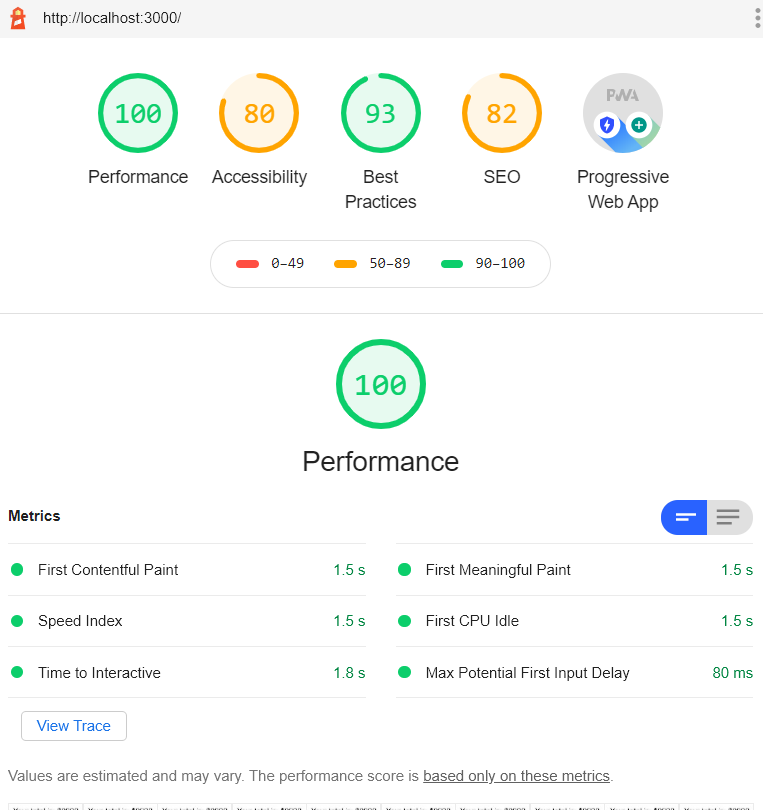 http://localhost:3000/
100 80 93 82 PWA
Performance Accessibility Best Practices SEO Progressive Web App
0–49 50–89 90–100
100
Performance
Metrics
First Contentful Paint 1.5 s
First Meaningful Paint 1.5 s
Speed Index 1.5 s
First CPU Idle 1.5 s
Time to Interactive 1.8 s
Max Potential First Input Delay 80 ms
View Trace
Values are estimated and may vary. The performance score is based only on these metrics.